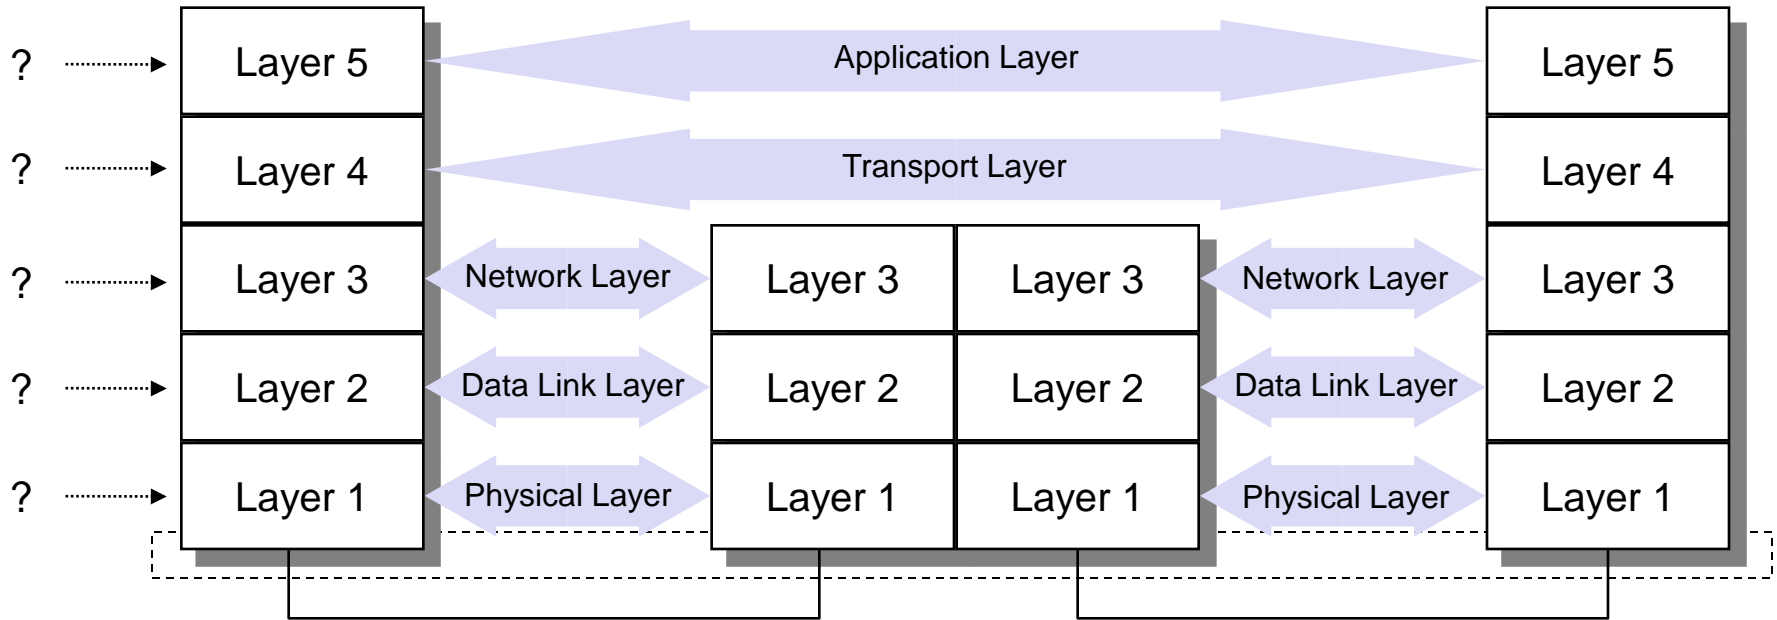 ? Layer 5 Application Layer Layer 5
? Layer 4 Transport Layer Layer 4
? Layer 3 Network Layer Layer 3 Layer 3 Network Layer Layer 3
? Layer 2 Data Link Layer Layer 2 Layer 2 Data Link Layer Layer 2
? Layer 1 Physical Layer Layer 1 Layer 1 Physical Layer Layer 1